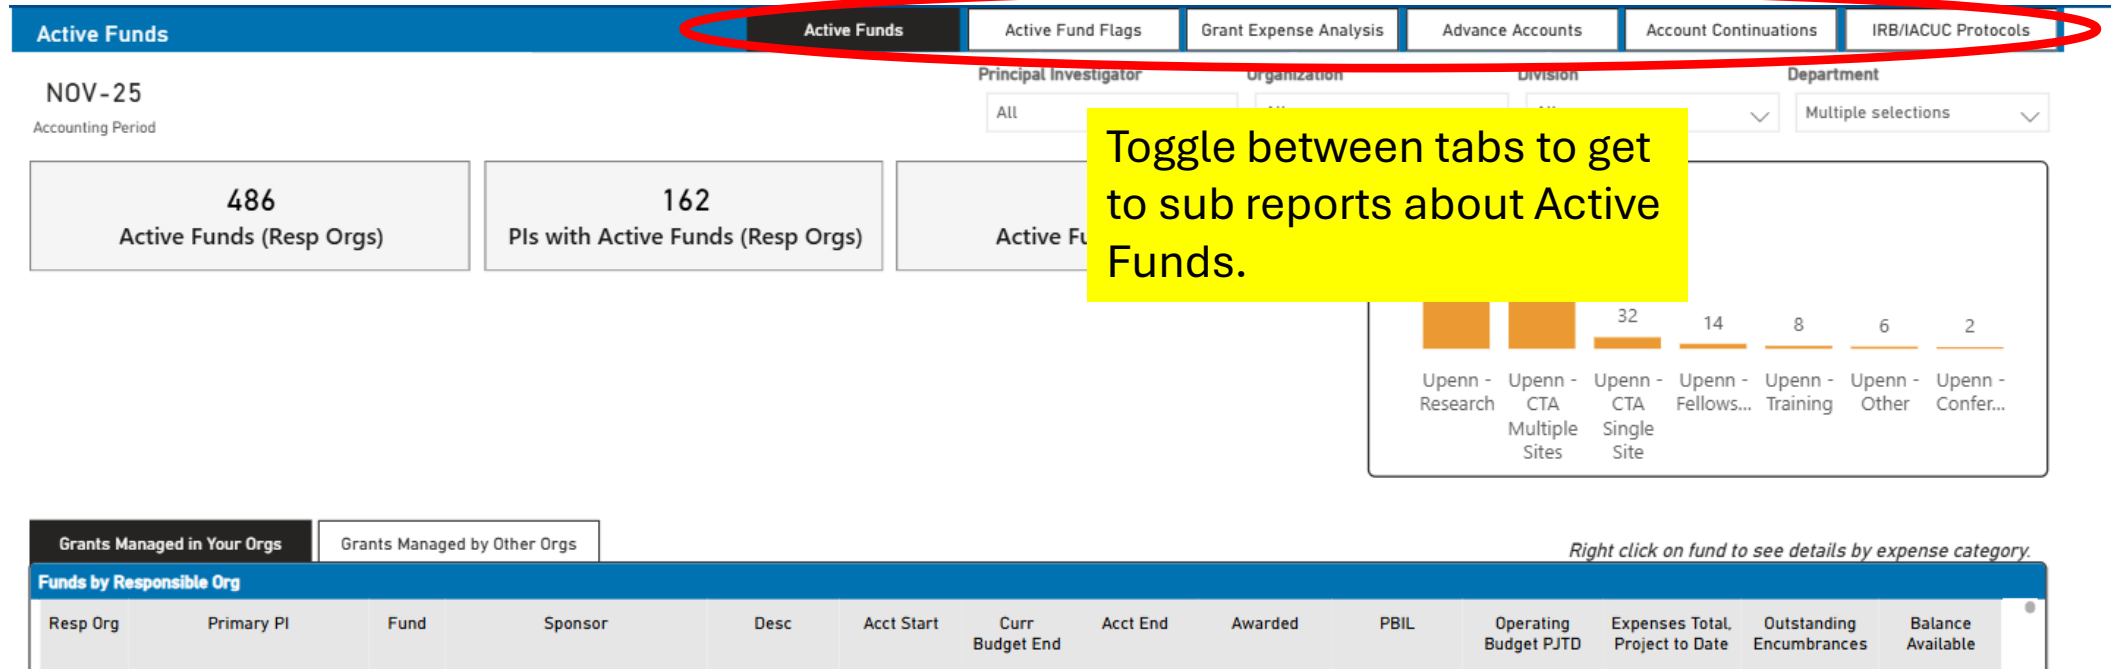 Active Funds
Active Funds
Active Fund Flags
Grant Expense Analysis
Advance Accounts
Account Continuations
IRB/IACUC Protocols
NOV-25
Accounting Period
Principal Investigator
Organization
Division
Department
All
Multiple selections
486
Active Funds (Resp Orgs)
162
PIs with Active Funds (Resp Orgs)
Active
Toggle between tabs to get
to sub reports about Active
Funds.
32
14
8
6
2
Upenn -
Research
Upenn -
CTA
Multiple
Sites
Upenn -
CTA
Single
Site
Upenn -
Fellows...
Upenn -
Training
Upenn -
Other
Upenn -
Confer...
Grants Managed in Your Orgs
Grants Managed by Other Orgs
Right click on fund to see details by expense category.
Funds by Responsible Org
Resp Org
Primary PI
Fund
Sponsor
Desc
Acct Start
Curr
Budget End
Acct End
Awarded
PBIL
Operating
Budget PJTD
Expenses Total,
Project to Date
Outstanding
Encumbrances
Balance
Available